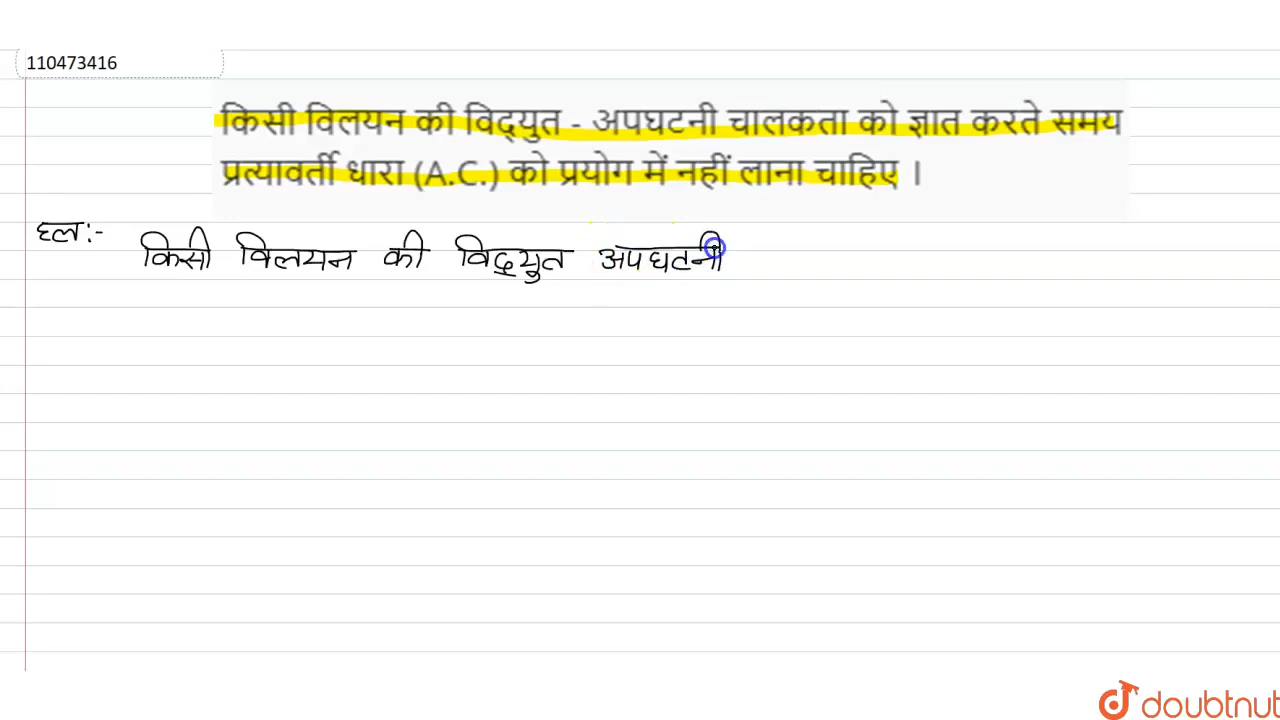 110473416
किसी विलयन की विद्युत - अपघटनी चालकता को ज्ञात करते समय
प्रत्यावर्ती धारा (A.C.) को प्रयोग में नहीं लाना चाहिए ।
हल:-
किसी विलयन की विद्युत अपघटनी
doubtnut